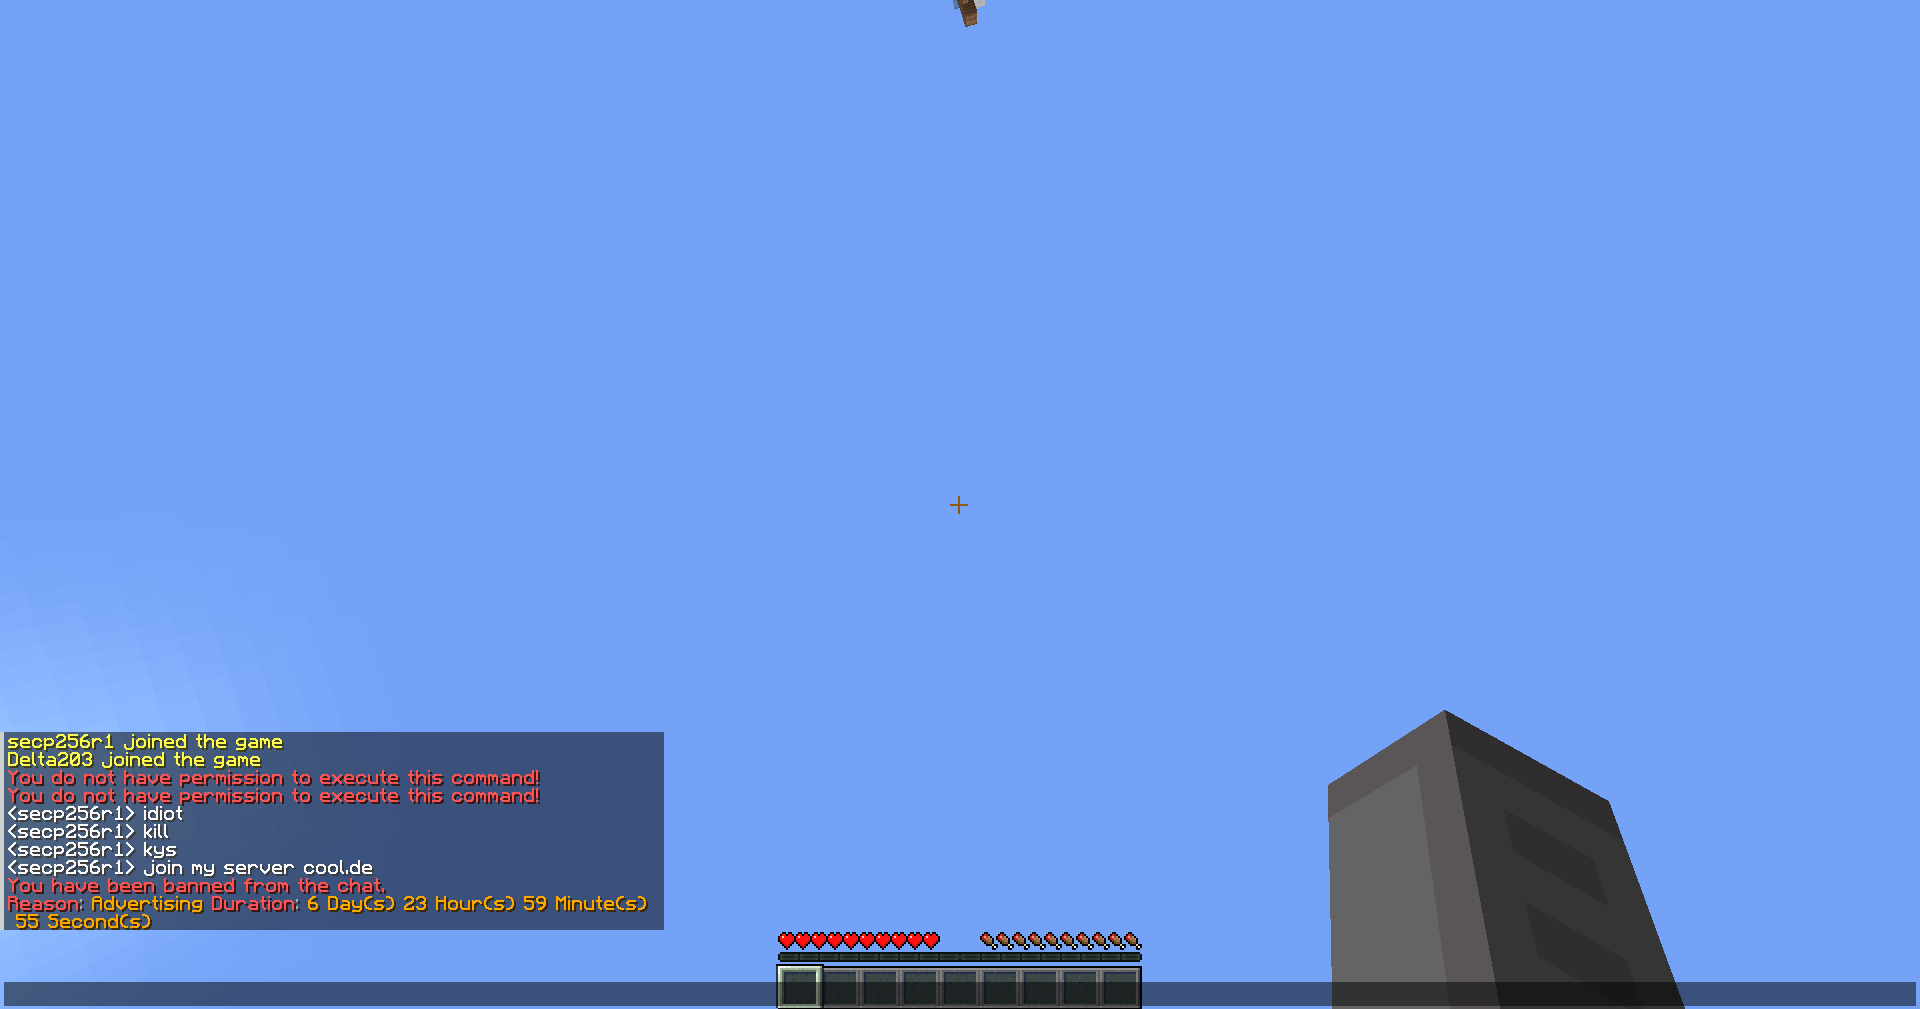 secp256r1 joined the game
Delta203 joined the game
You do not have permission to execute this command!
You do not have permission to execute this command!
<secp256r1> idiot
<secp256r1> kill
<secp256r1> kys
<secp256r1> join my server cool.de
You have been banned from the chat.
Reason: Advertising Duration: 6 Day(s) 23 Hour(s) 59 Minute(s)
55 Second(s)